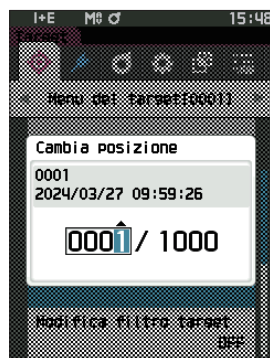 I+E M0 15:48
Target
Menu del target[0001]
Cambia posizione
0001
2024/03/27 09:59:26
0001 / 1000
Modifica filtro target
OFF